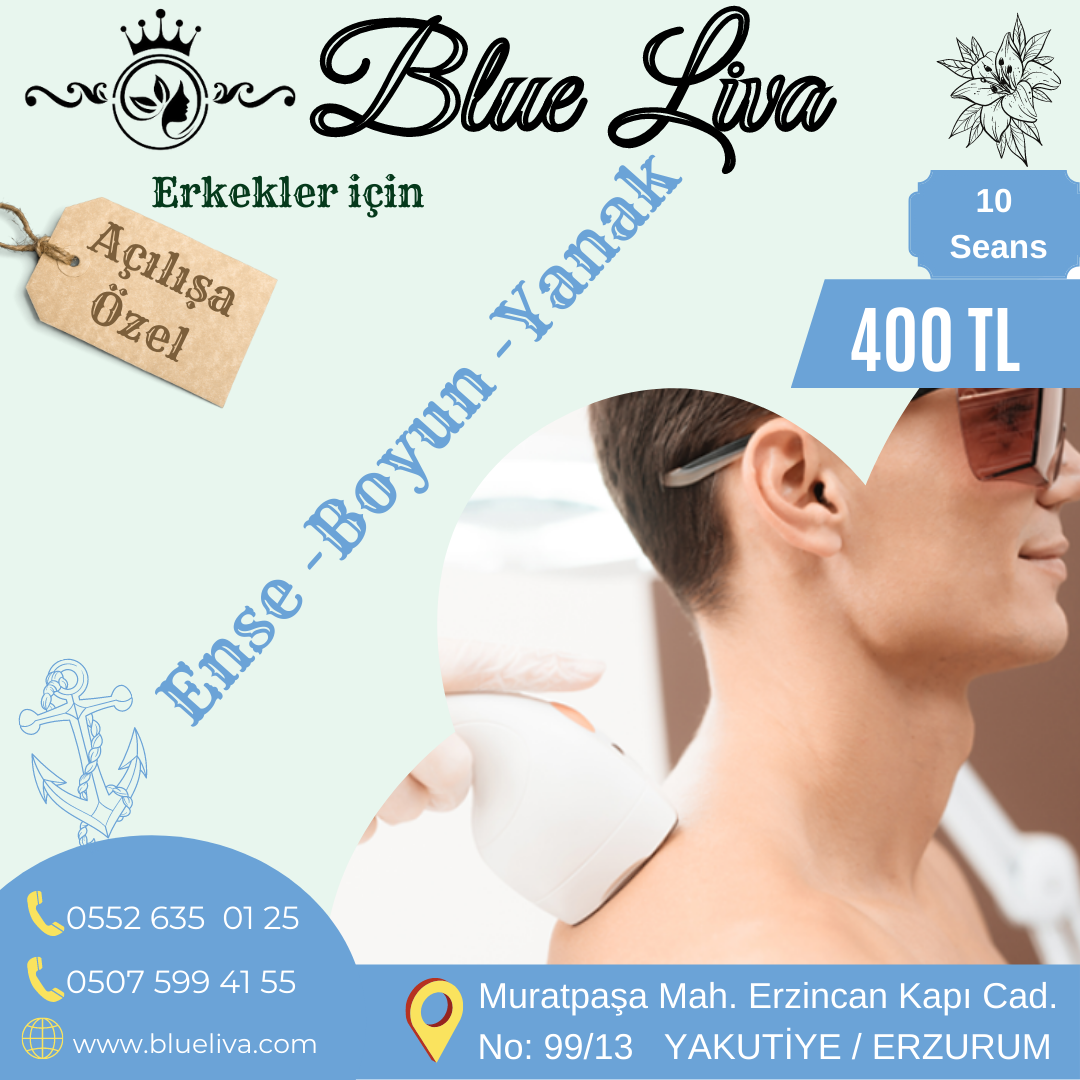 Blue Liva
Erkekler için
Açılışa
Özel
Ense -Boyun -Yanak
10
Seans
400 TL
0552 635 01 25
0507 599 41 55
www.blueliva.com
Muratpaşa Mah. Erzincan Kapı Cad.
No: 99/13 YAKUTİYE / ERZURUM